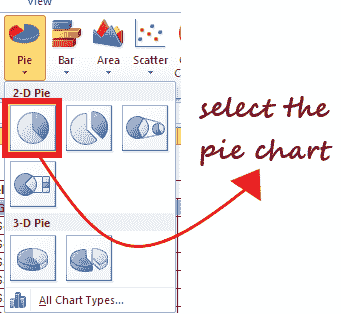 View
Pie
Bar
Area
Scatter
2-D Pie
3-D Pie
All Chart Types...
select the
pie chart